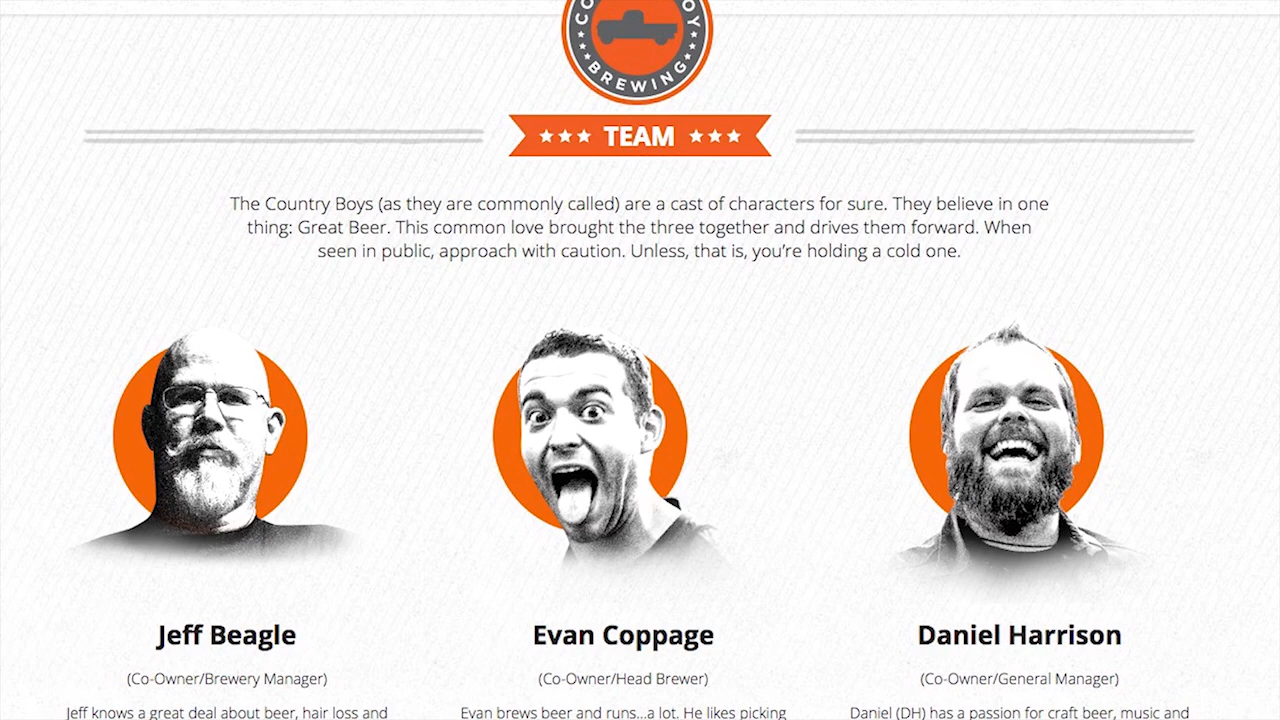 BREWING
TEAM
The Country Boys (as they are commonly called) are a cast of characters for sure. They believe in one
thing: Great Beer. This common love brought the three together and drives them forward. When
seen in public, approach with caution. Unless, that is, you’re holding a cold one.
Jeff Beagle
Evan Coppage
Daniel Harrison
(Co-Owner/Brewery Manager)
(Co-Owner/Head Brewer)
(Co-Owner/General Manager)
Jeff knows a great deal about beer, hair loss and
Evan brews beer and runs...a lot. He likes picking
Daniel (DH) has a passion for craft beer, music and